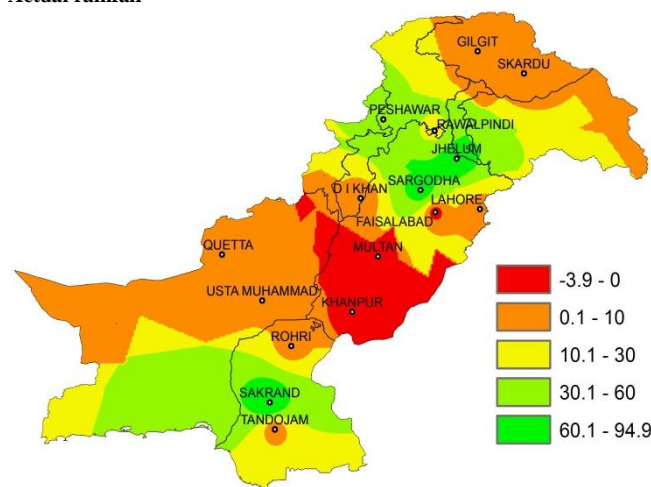 Actual rainfall
GILGIT
SKARDU
PESHAWAR
RAWALPINDI
JHELUM
SARGODHA
D I KHAN
LAHORE
FAISALABAD
QUETTA
MULTAN
USTA MUHAMMAD
KHANPUR
ROHRI
SAKRAND
TANDOJAM
-3.9 - 0
0.1 - 10
10.1 - 30
30.1 - 60
60.1 - 94.9